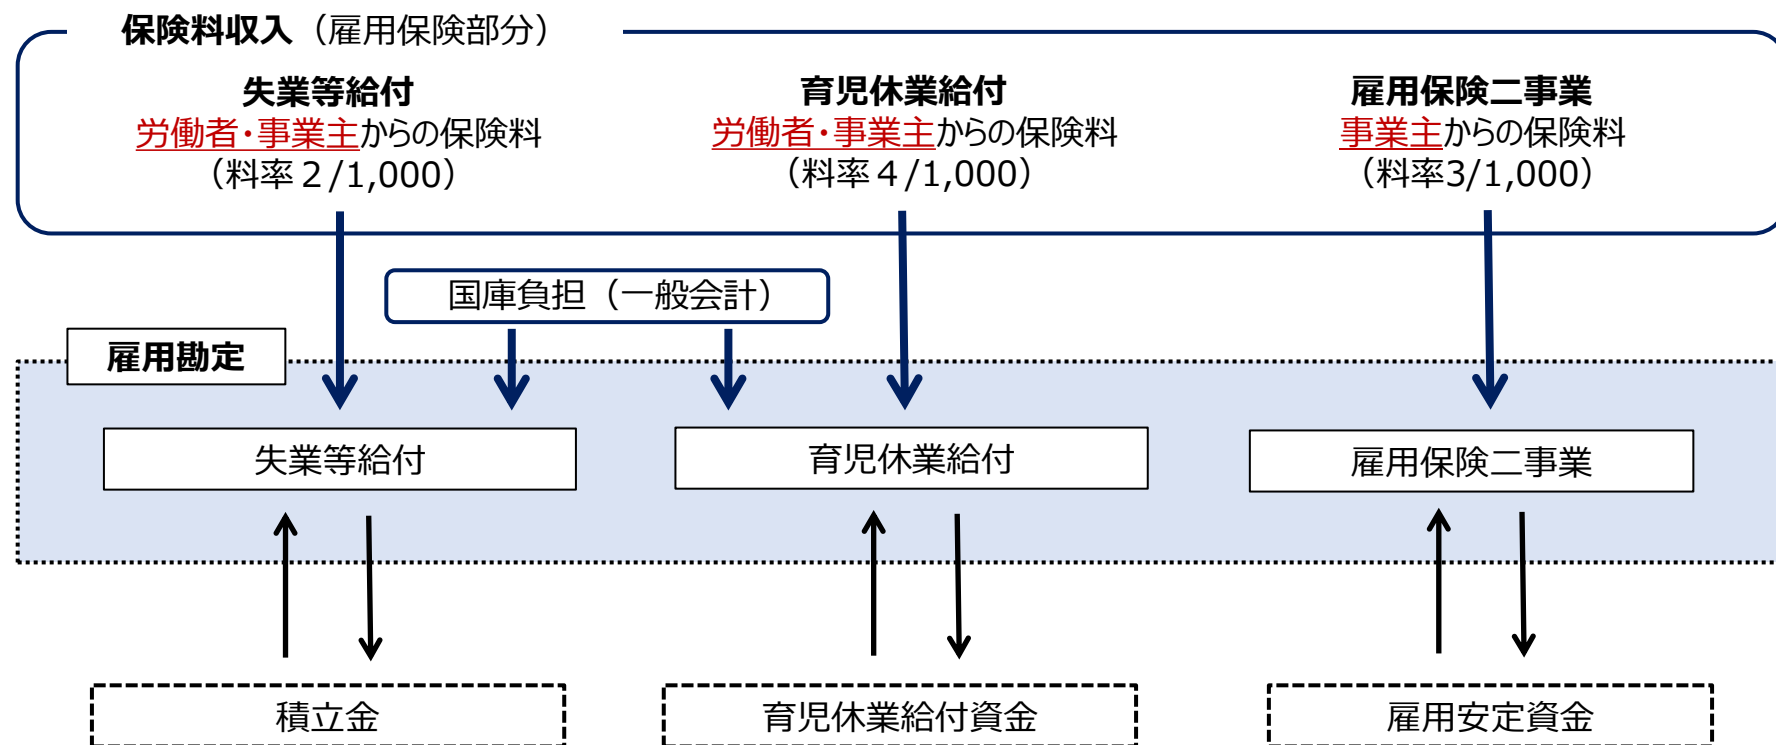 保険料収入（雇用保険部分）
失業等給付
労働者・事業主からの保険料
（料率２/1,000）
育児休業給付
労働者・事業主からの保険料
（料率４/1,000）
雇用保険二事業
事業主からの保険料
（料率3/1,000）
国庫負担（一般会計）
雇用勘定
失業等給付
育児休業給付
雇用保険二事業
積立金
育児休業給付資金
雇用安定資金